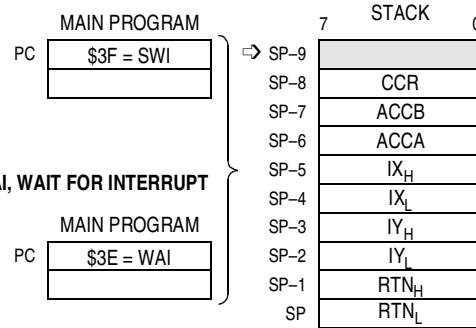 MAIN PROGRAM
PC $3F = SWI
AI, WAIT FOR INTERRUPT
MAIN PROGRAM
PC $3E = WAI
7 STACK 0
⇨ SP–9
SP–8 CCR
SP–7 ACCB
SP–6 ACCA
SP–5 IXH
SP–4 IXL
SP–3 IYH
SP–2 IYL
SP–1 RTNH
SP RTNL